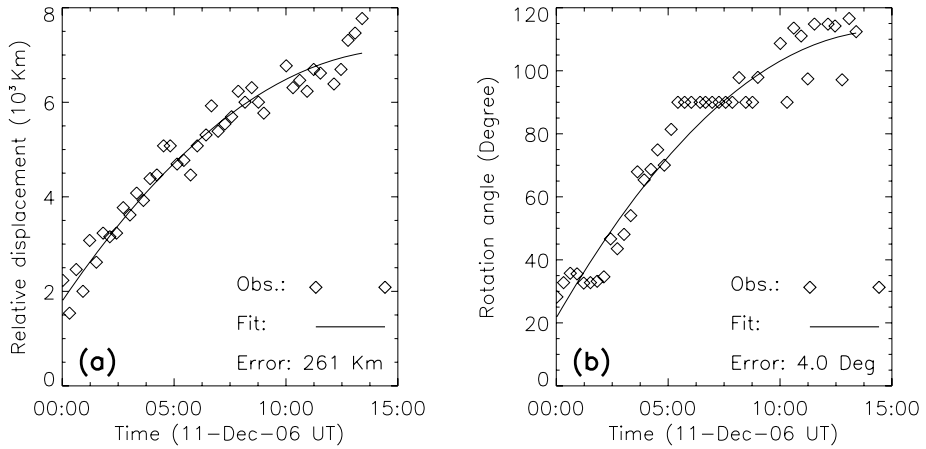 8
6
4
2
0
Relative displacement (10³Km)
Obs.:
Fit:
Error: 261 Km
(a)
00:00 05:00 10:00 15:00
Time (11-Dec-06 UT)
120
100
80
60
40
20
0
Rotation angle (Degree)
Obs.:
Fit:
Error: 4.0 Deg
(b)
00:00 05:00 10:00 15:00
Time (11-Dec-06 UT)